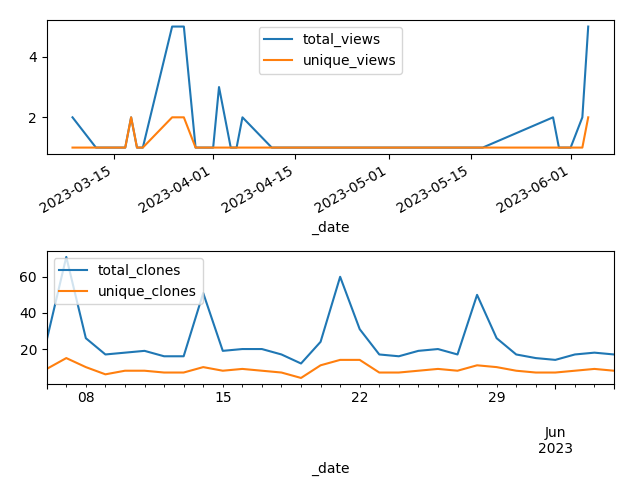 4
2
total_views
unique_views
2023-03-15
2023-04-01
2023-04-15
2023-05-01
2023-05-15
2023-06-01
_date
60
40
20
total_clones
unique_clones
08
15
22
29
Jun
2023
_date